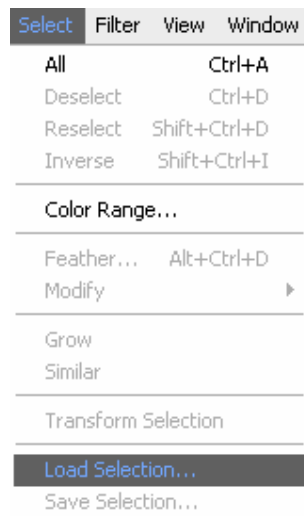 Select Filter View Window
All Ctrl+A
Deselect Ctrl+D
Reselect Shift+Ctrl+D
Inverse Shift+Ctrl+I
Color Range...
Feather... Alt+Ctrl+D
Modify
Grow
Similar
Transform Selection
Load Selection...
Save Selection...